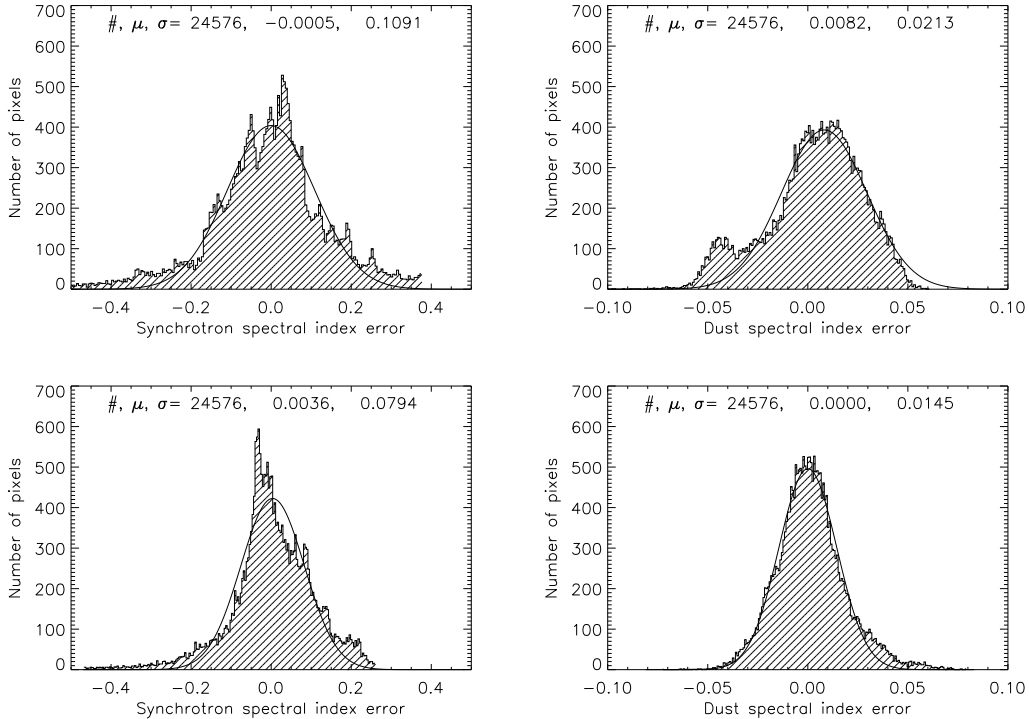 #, μ, σ= 24576, −0.0005, 0.1091
700
600
500
400
300
200
100
0
Number of pixels
−0.4 −0.2 0.0 0.2 0.4
Synchrotron spectral index error
#, μ, σ= 24576, 0.0082, 0.0213
700
600
500
400
300
200
100
0
Number of pixels
−0.10 −0.05 0.00 0.05 0.10
Dust spectral index error
#, μ, σ= 24576, 0.0036, 0.0794
700
600
500
400
300
200
100
0
Number of pixels
−0.4 −0.2 0.0 0.2 0.4
Synchrotron spectral index error
#, μ, σ= 24576, 0.0000, 0.0145
700
600
500
400
300
200
100
0
Number of pixels
−0.10 −0.05 0.00 0.05 0.10
Dust spectral index error